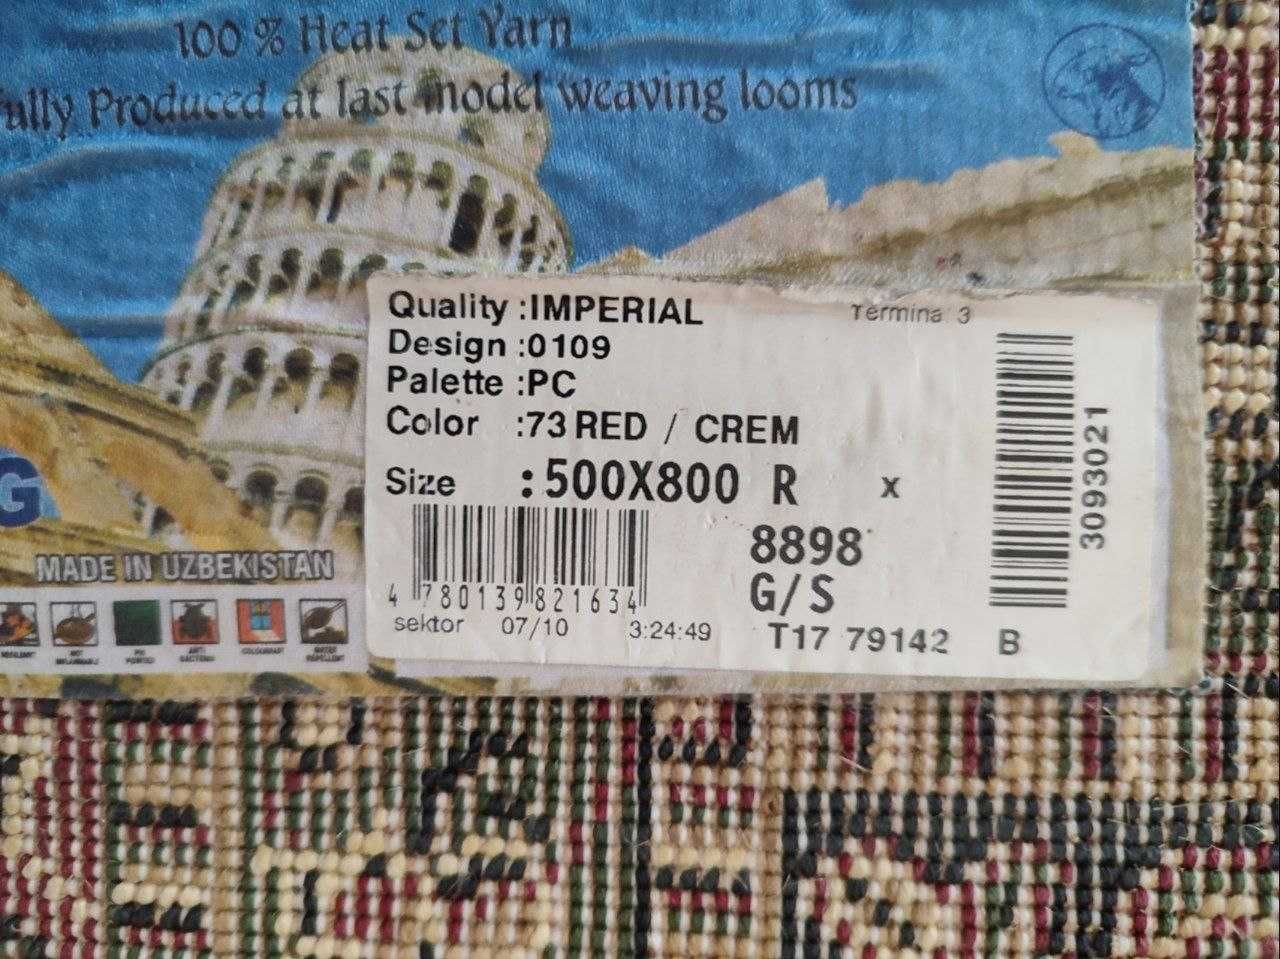 100 % Heat Set Yarn
fully Produced at last model weaving looms
Quality :IMPERIAL
Termina 3
Design :0109
Palette :PC
Color :73 RED / CREM
Size :500X800 R x
3093021
8898
G/S
4 780139 821634
sektor 07/10 3:24:49
T17 79142 B
G
MADE IN UZBEKISTAN